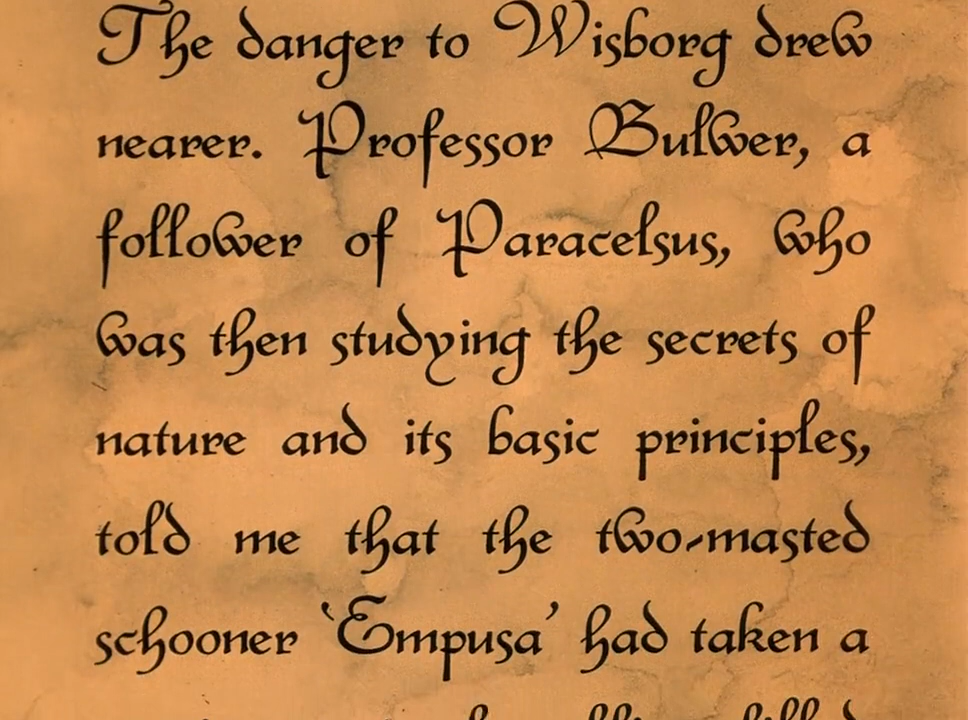 The danger to Wisborg drew
nearer. Professor Bulwer, a
follower of Paracelsus, who
was then studying the secrets of
nature and its basic principles,
told me that the two-masted
schooner ‘Empusa’ had taken a